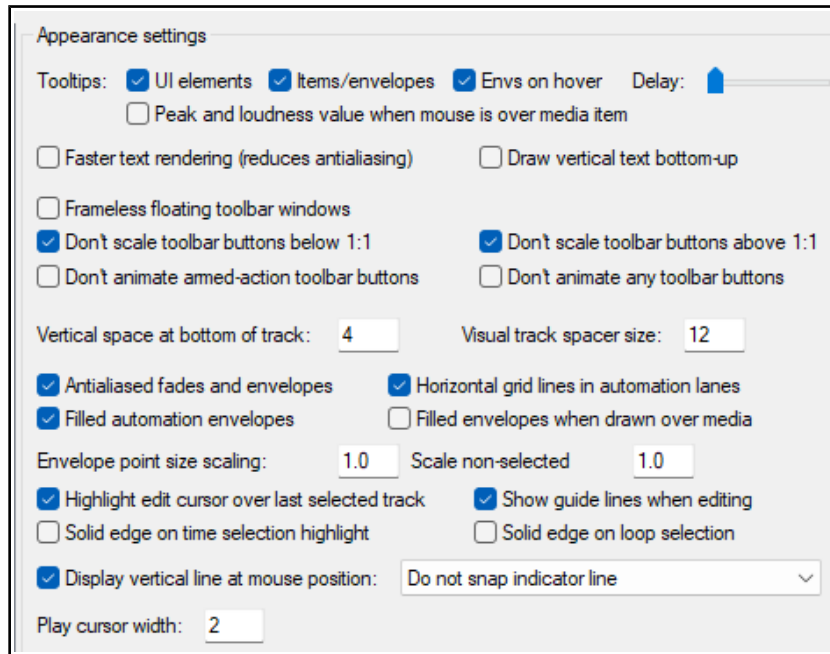 Appearance settings
Tooltips: UI elements Items/envelopes Envs on hover Delay:
Peak and loudness value when mouse is over media item
Faster text rendering (reduces antialiasing) Draw vertical text bottom-up
Frameless floating toolbar windows
Don't scale toolbar buttons below 1:1 Don't scale toolbar buttons above 1:1
Don't animate armed-action toolbar buttons Don't animate any toolbar buttons
Vertical space at bottom of track: 4 Visual track spacer size: 12
Antialiased fades and envelopes Horizontal grid lines in automation lanes
Filled automation envelopes Filled envelopes when drawn over media
Envelope point size scaling: 1.0 Scale non-selected 1.0
Highlight edit cursor over last selected track Show guide lines when editing
Solid edge on time selection highlight Solid edge on loop selection
Display vertical line at mouse position: Do not snap indicator line
Play cursor width: 2